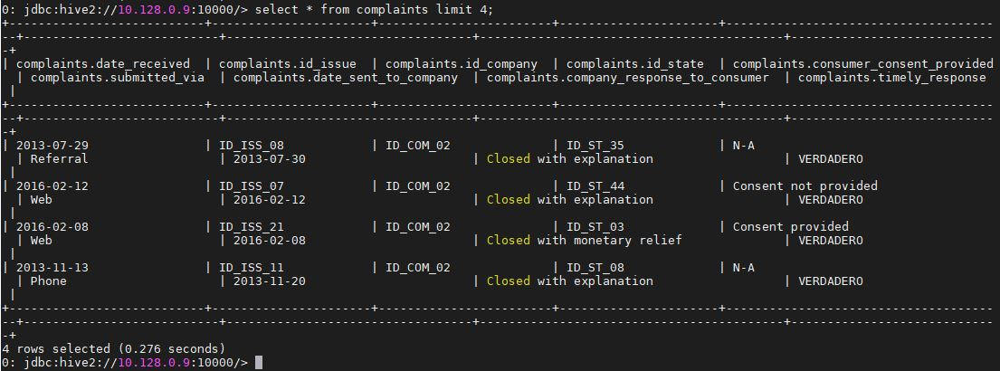 0: jdbc:hive2://10.128.0.9:10000/> select * from complaints limit 4;
+---------------------------+----------------------+------------------------+----------------------+-------------------------------------
--+---------------------------+----------------------------------+------------------------------------------+----------------------------
-+
| complaints.date_received  | complaints.id_issue  | complaints.id_company  | complaints.id_state  | complaints.consumer_consent_provided
  | complaints.submitted_via  | complaints.date_sent_to_company  | complaints.company_response_to_consumer  | complaints.timely_response
 |
+---------------------------+----------------------+------------------------+----------------------+-------------------------------------
--+---------------------------+----------------------------------+------------------------------------------+----------------------------
-+
| 2013-07-29                | ID_ISS_08            | ID_COM_02              | ID_ST_35             | N-A
  | Referral                  | 2013-07-30                       | Closed with explanation                  | VERDADERO
 |
| 2016-02-12                | ID_ISS_07            | ID_COM_02              | ID_ST_44             | Consent not provided
  | Web                       | 2016-02-12                       | Closed with explanation                  | VERDADERO
 |
| 2016-02-08                | ID_ISS_21            | ID_COM_02              | ID_ST_03             | Consent provided
  | Web                       | 2016-02-08                       | Closed with monetary relief              | VERDADERO
 |
| 2013-11-13                | ID_ISS_11            | ID_COM_02              | ID_ST_08             | N-A
  | Phone                     | 2013-11-20                       | Closed with explanation                  | VERDADERO
 |
+---------------------------+----------------------+------------------------+----------------------+-------------------------------------
--+---------------------------+----------------------------------+------------------------------------------+----------------------------
-+
4 rows selected (0.276 seconds)
0: jdbc:hive2://10.128.0.9:10000/>